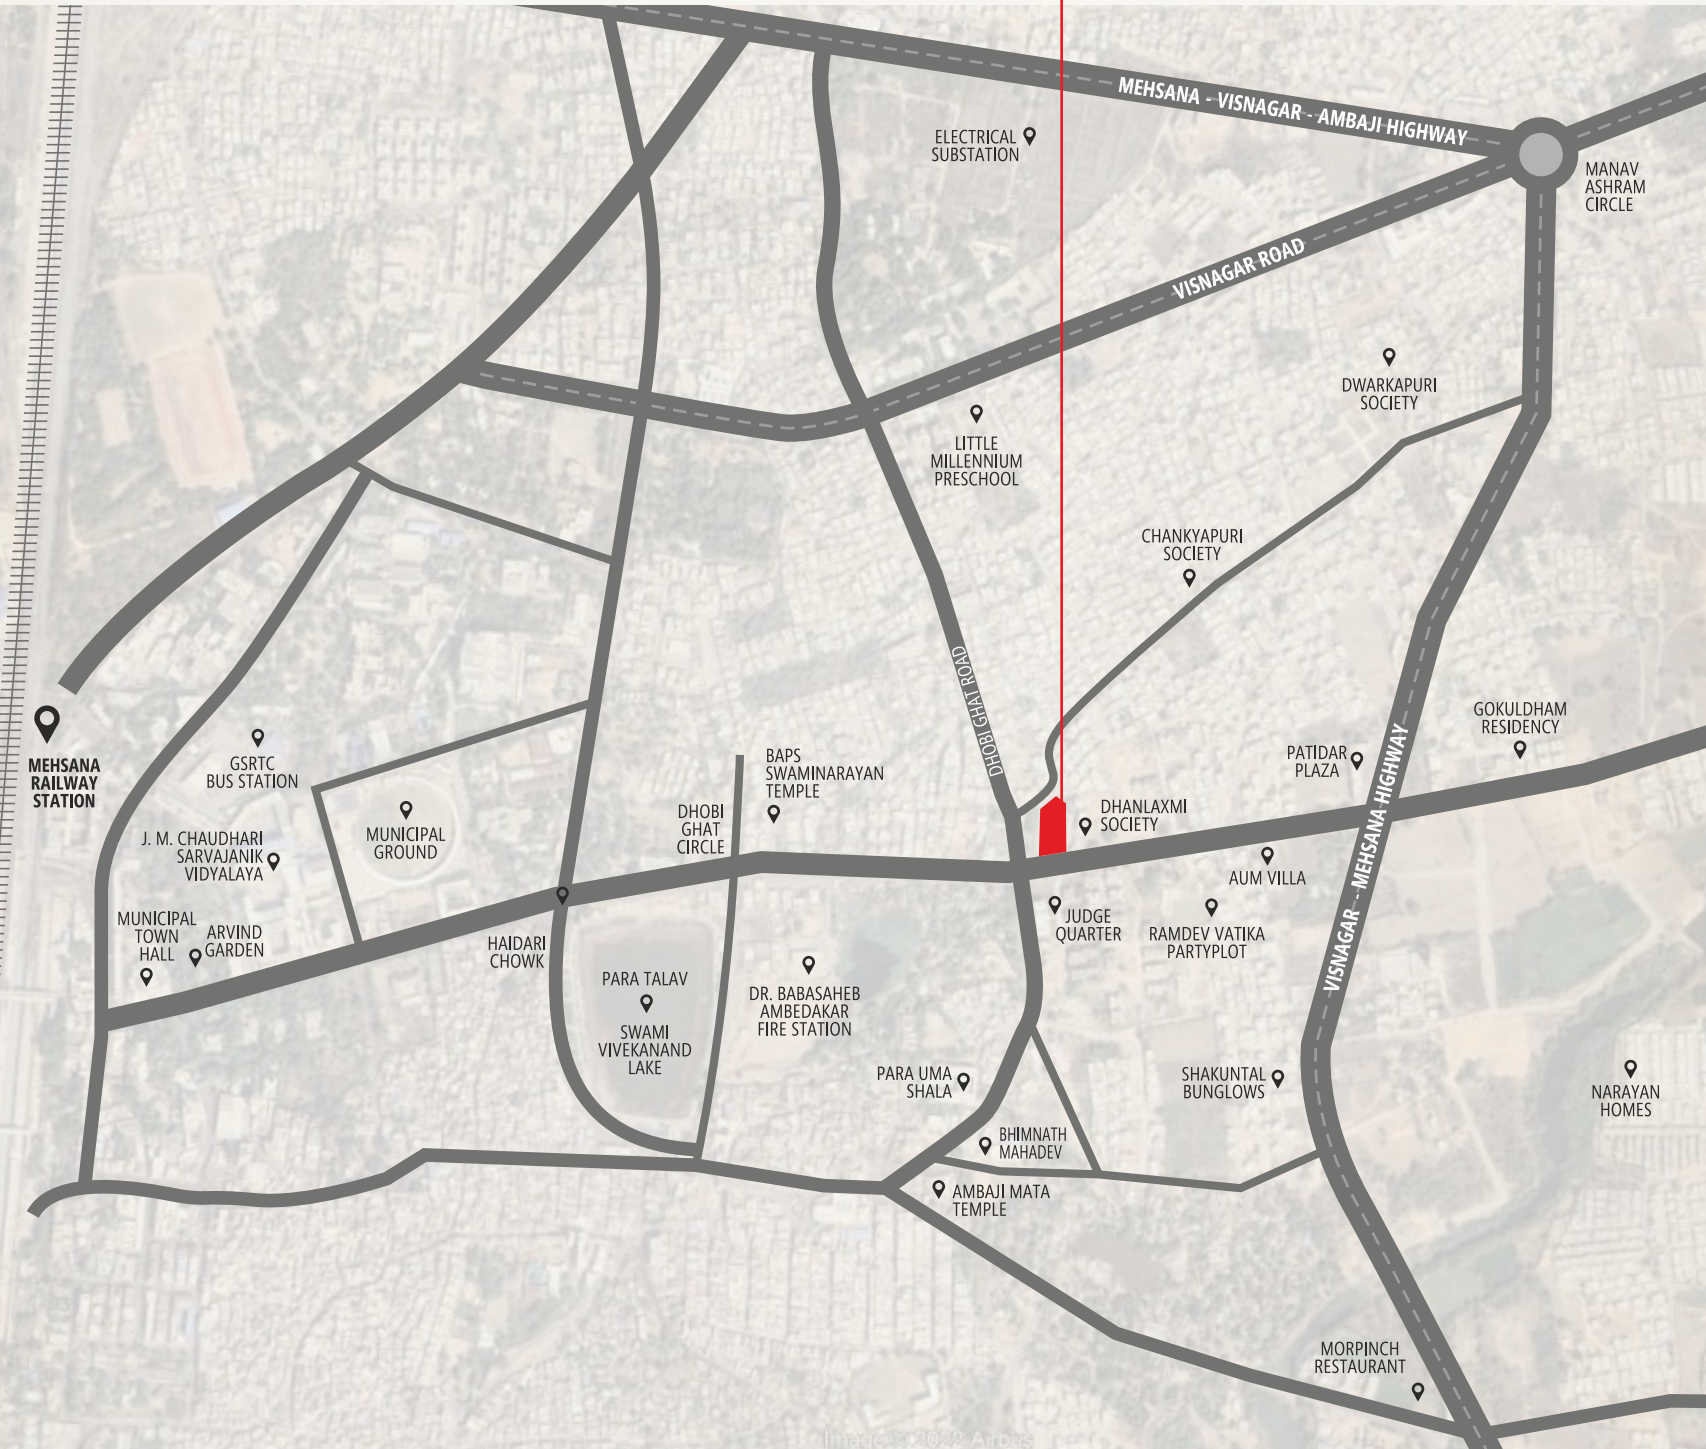 MEHSANA - VISNAGAR - AMBAJI HIGHWAY
ELECTRICAL
SUBSTATION
MANAV
ASHRAM
CIRCLE
VISNAGAR ROAD
DWARKAPURI
SOCIETY
LITTLE
MILLENNIUM
PRESCHOOL
CHANKYAPURI
SOCIETY
DHOBI GHAT ROAD
MEHSANA
RAILWAY
STATION
GSRTC
BUS STATION
BAPS
SWAMINARAYAN
TEMPLE
DHOBI
GHAT
CIRCLE
DHANLAXMI
SOCIETY
PATIDAR
PLAZA
GOKULDHAM
RESIDENCY
VISNAGAR - MEHSANA HIGHWAY
J. M. CHAUDHARI
SARVAJANIK
VIDYALAYA
MUNICIPAL
GROUND
AUM VILLA
MUNICIPAL
TOWN
HALL
ARVIND
GARDEN
HAIDARI
CHOWK
JUDGE
QUARTER
RAMDEV VATIKA
PARTYPLOT
PARA TALAV
SWAMI
VIVEKANAND
LAKE
DR. BABASAHEB
AMBEDAKAR
FIRE STATION
PARA UMA
SHALA
SHAKUNTAL
BUNGLOWS
NARAYAN
HOMES
BHIMNATH
MAHADEV
AMBAJI MATA
TEMPLE
MORPINCH
RESTAURANT
Image © 2022 Airbus